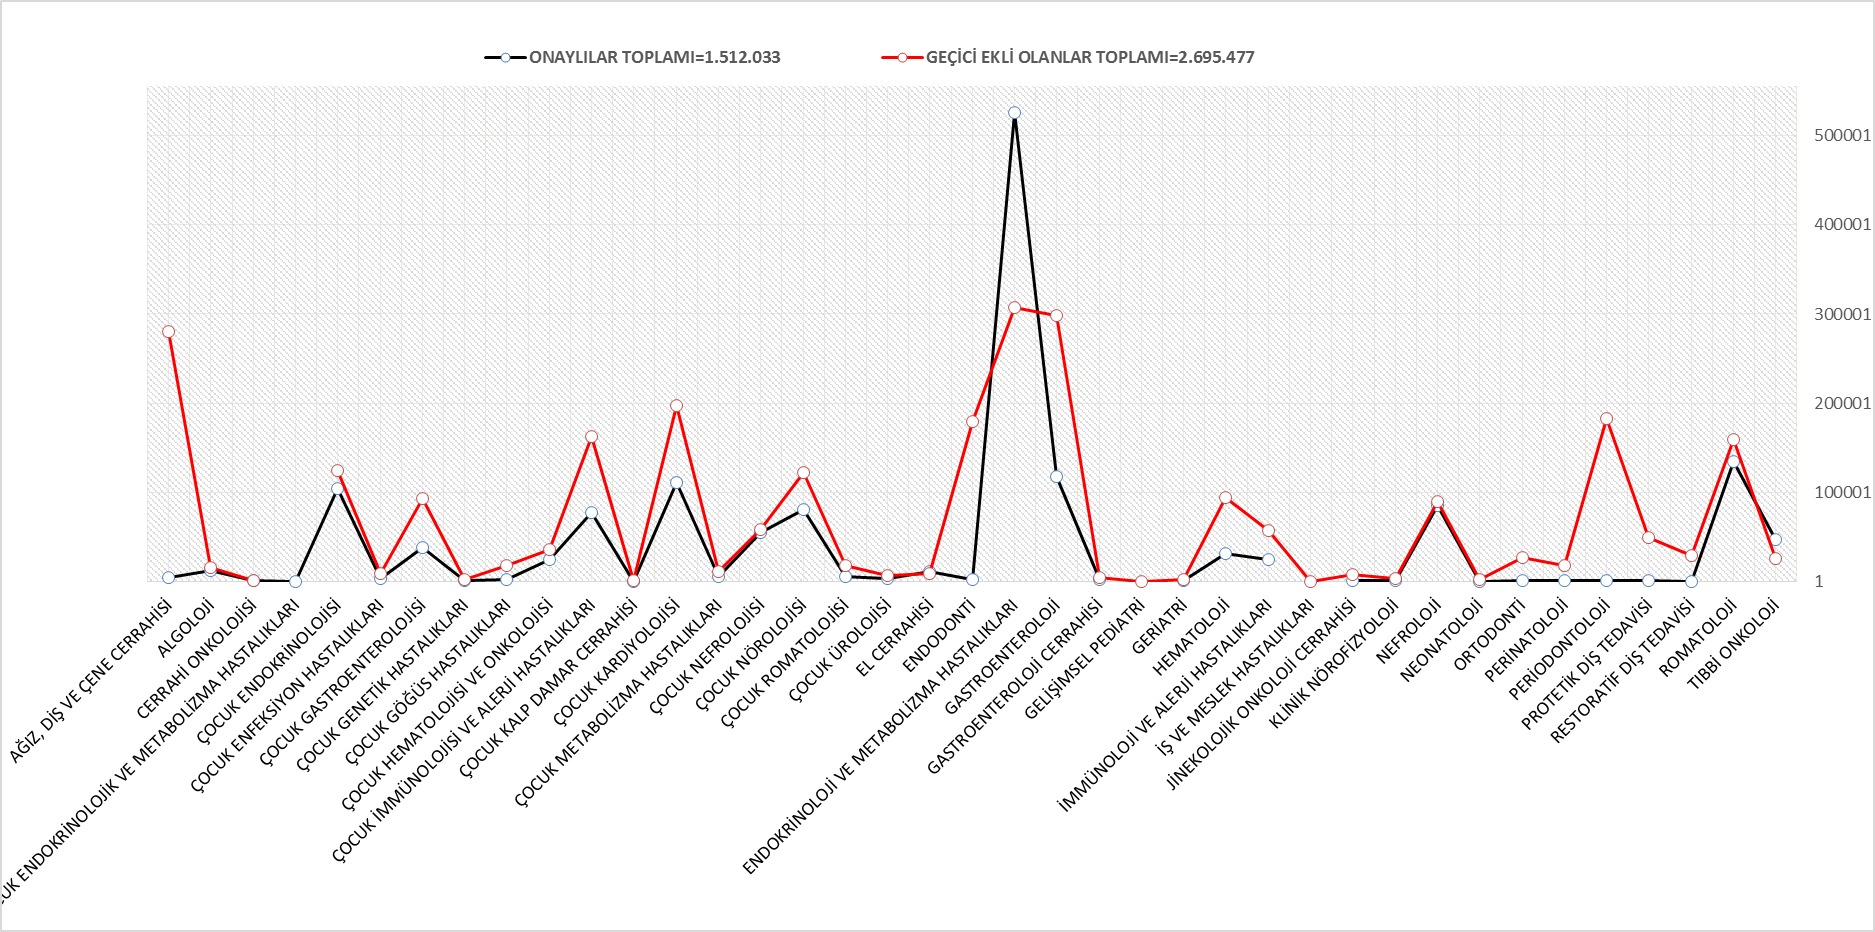 ONAYLILAR TOPLAMI=1.512.033
GEÇİCİ EKLİ OLANLAR TOPLAMI=2.695.477
500001
400001
300001
200001
100001
1
AĞIZ, DİŞ VE ÇENE CERRAHİSİ
ALGOLOJİ
CERRAHİ ONKOLOJİSİ
ENDOKRİNOLOJİK VE METABOLİZMA HASTALIKLARI
ÇOCUK ENDOKRİNOLOJİSİ
ÇOCUK ENFEKSİYON HASTALIKLARI
ÇOCUK GASTROENTEROLOJİSİ
ÇOCUK GENETİK HASTALIKLARI
ÇOCUK GÖĞÜS HASTALIKLARI
ÇOCUK HEMATOLOJİSİ VE ONKOLOJİSİ
ÇOCUK İMMÜNOLOJİSİ VE ALERJİ HASTALIKLARI
ÇOCUK KALP DAMAR CERRAHİSİ
ÇOCUK KARDİYOLOJİSİ
ÇOCUK METABOLİZMA HASTALIKLARI
ÇOCUK NEFROLOJİSİ
ÇOCUK NÖROLOJİSİ
ÇOCUK ROMATOLOJİSİ
ÇOCUK ÜROLOJİSİ
EL CERRAHİSİ
ENDODONTİ
ENDOKRİNOLOJİ VE METABOLİZMA HASTALIKLARI
GASTROENTEROLOJİ
GASTROENTEROLOJİ CERRAHİSİ
GELİŞİMSEL PEDİATRİ
GERİATRİ
HEMATOLOJİ
İMMÜNOLOJİ VE ALERJİ HASTALIKLARI
İŞ VE MESLEK HASTALIKLARI
JİNEKOLOJİK ONKOLOJİ CERRAHİSİ
KLİNİK NÖROFİZYOLOJİ
NEFROLOJİ
NEONATOLOJİ
ORTODONTİ
PERİNATOLOJİ
PERİODONTOLOJİ
PROTETİK DİŞ TEDAVİSİ
RESTORATİF DİŞ TEDAVİSİ
ROMATOLOJİ
TIBBİ ONKOLOJİ